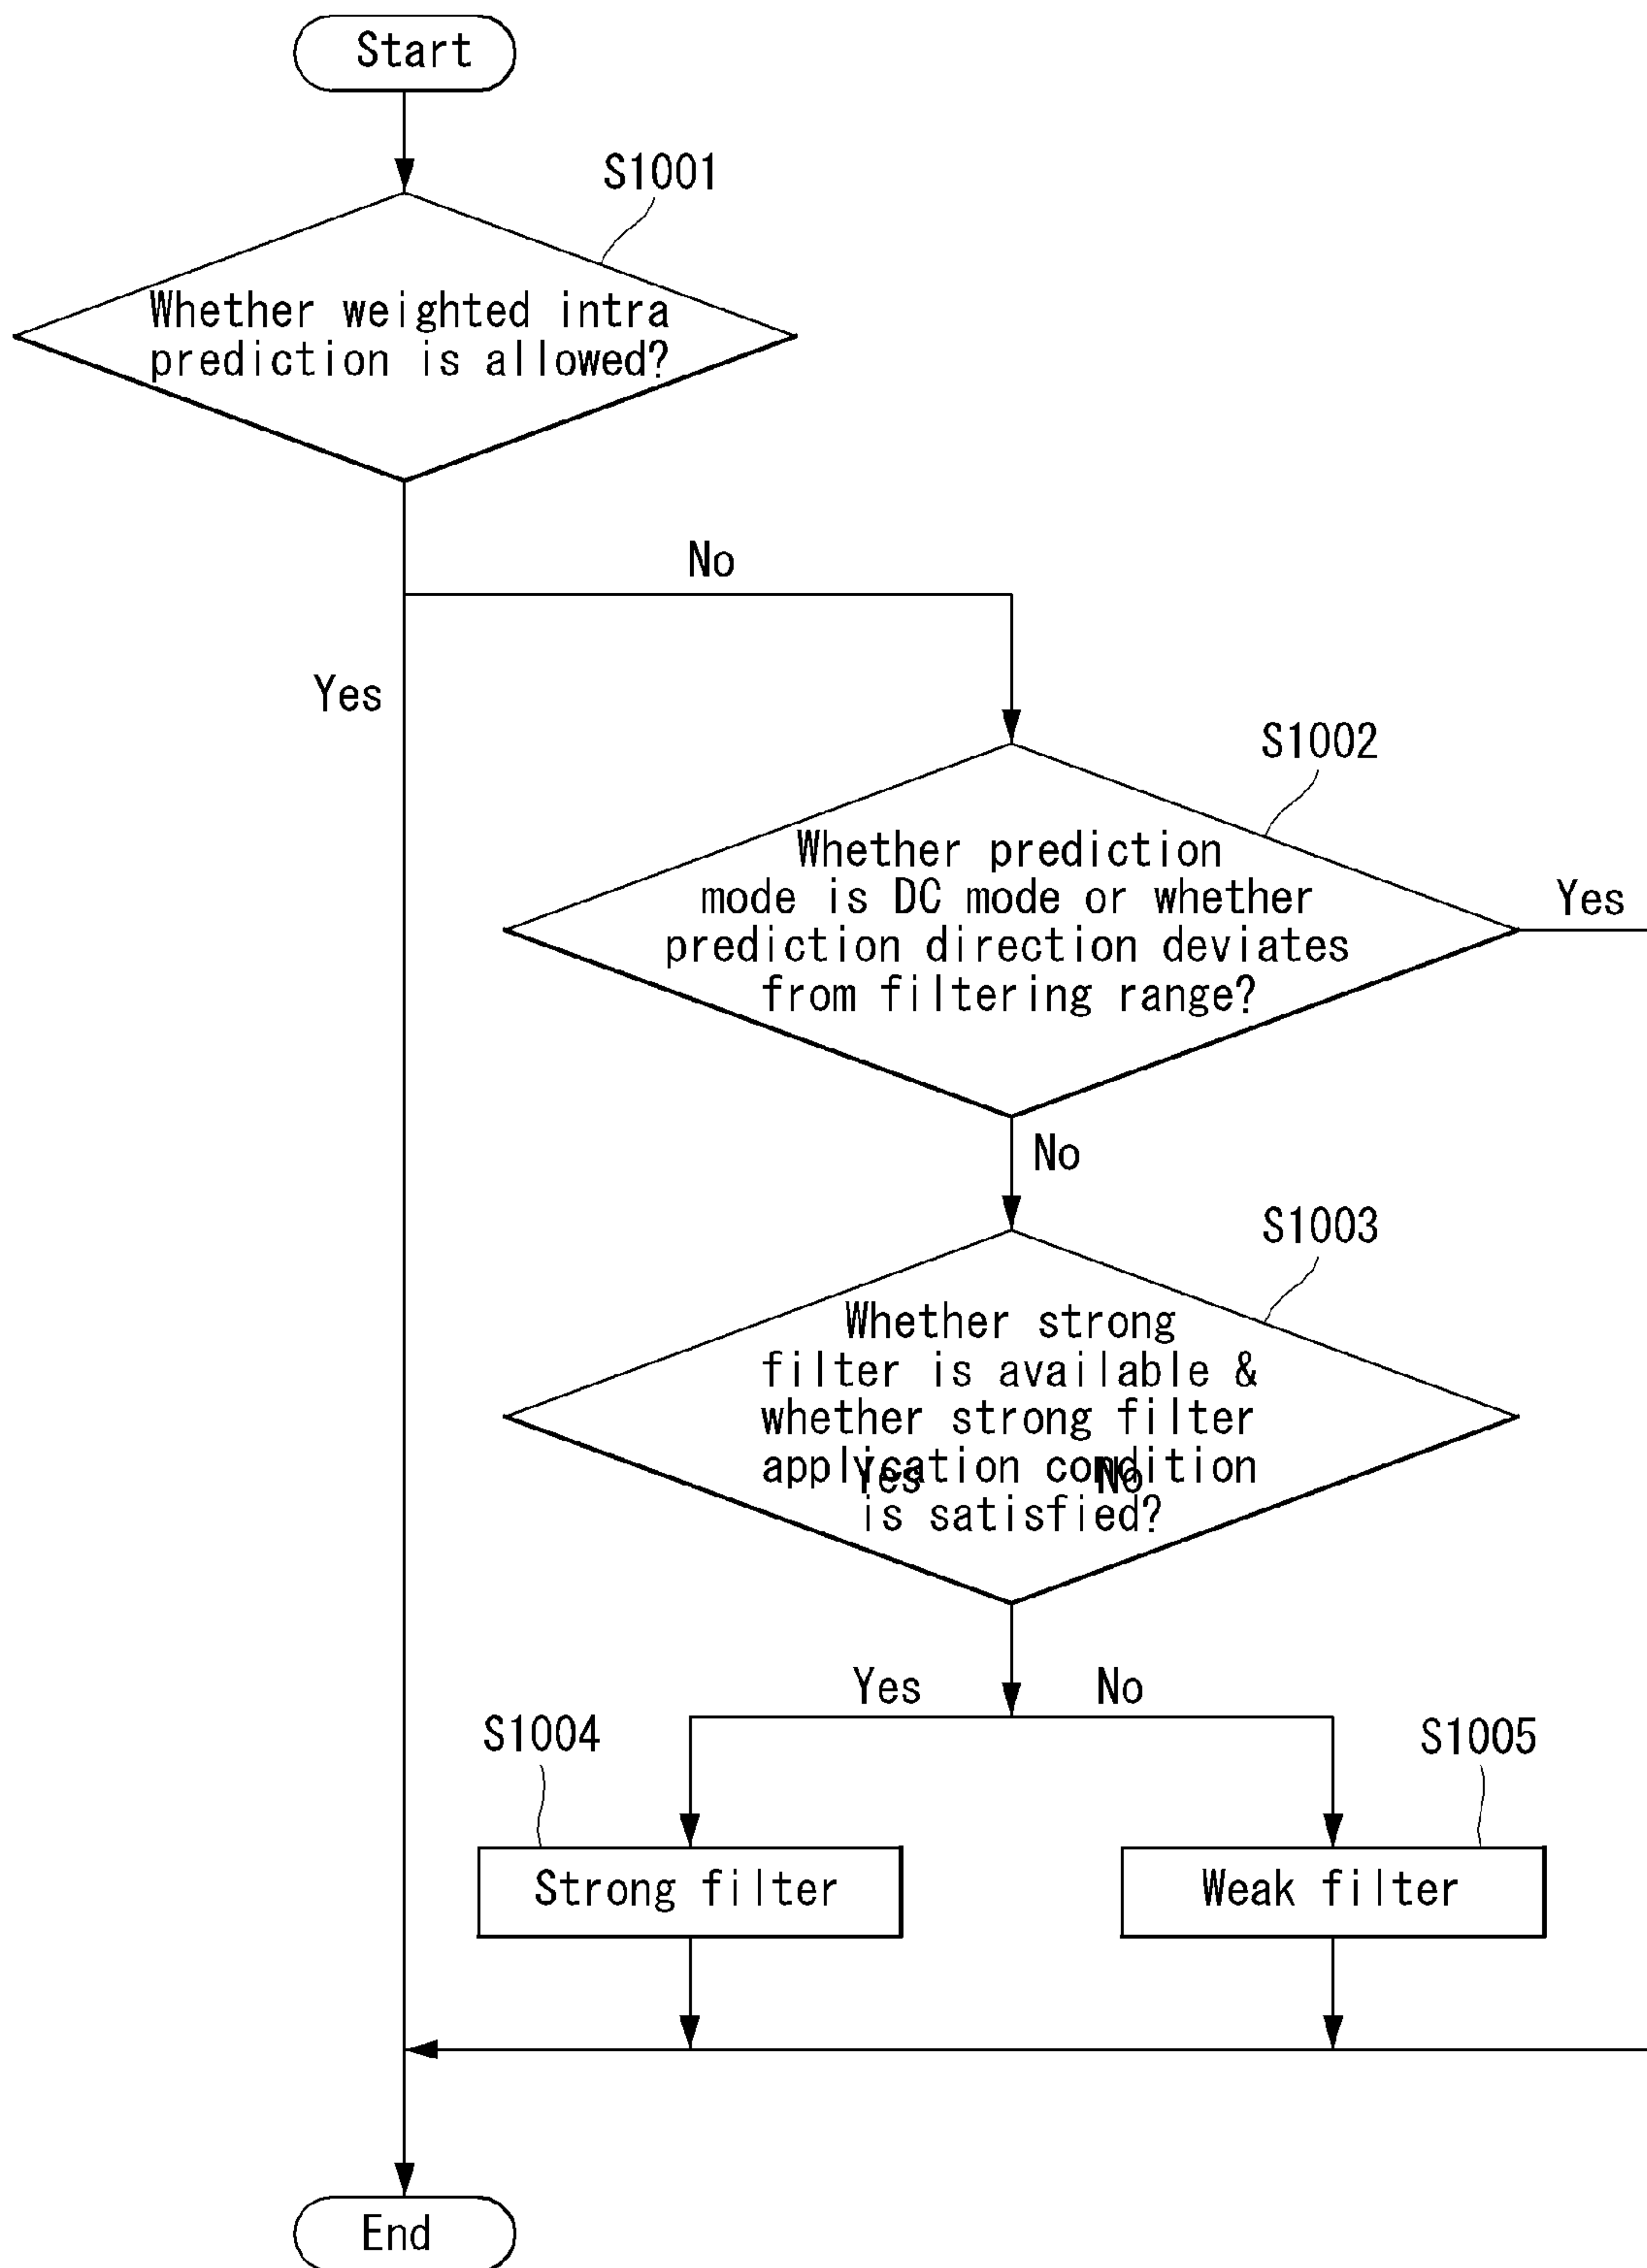 Start
S1001
Whether weighted intra
prediction is allowed?
No
Yes
S1002
Whether prediction
mode is DC mode or whether
prediction direction deviates
from filtering range?
Yes
No
S1003
Whether strong
filter is available &
whether strong filter
application condition
Yes
No
is satisfied?
Yes
No
S1004
S1005
Strong filter
Weak filter
End